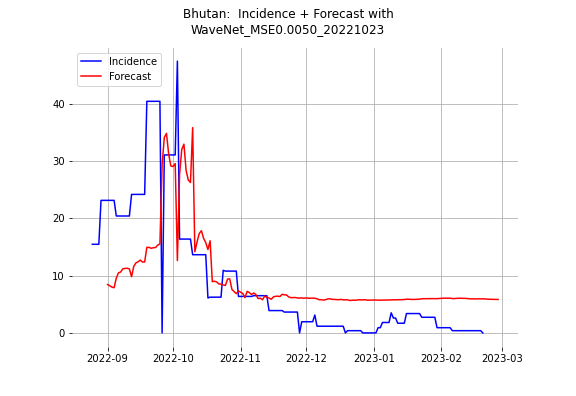 Bhutan:  Incidence + Forecast with
WaveNet_MSE0.0050_20221023
Incidence
Forecast
40
30
20
10
0
2022-09 2022-10 2022-11 2022-12 2023-01 2023-02 2023-03